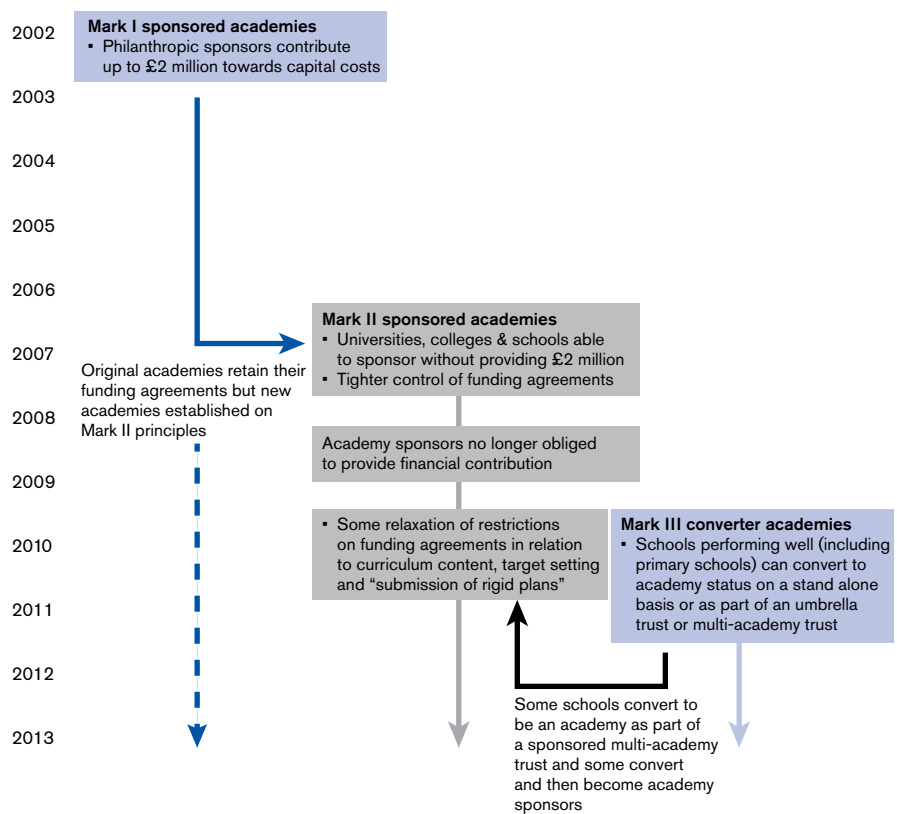 2002
Mark I sponsored academies
▪ Philanthropic sponsors contribute
up to £2 million towards capital costs
2003
2004
2005
2006
Mark II sponsored academies
▪ Universities, colleges & schools able
to sponsor without providing £2 million
▪ Tighter control of funding agreements
2007
Original academies retain their
funding agreements but new
academies established on
Mark II principles
2008
Academy sponsors no longer obliged
to provide financial contribution
2009
▪ Some relaxation of restrictions
on funding agreements in relation
to curriculum content, target setting
and “submission of rigid plans”
Mark III converter academies
▪ Schools performing well (including
primary schools) can convert to
academy status on a stand alone
basis or as part of an umbrella
trust or multi-academy trust
2010
2011
2012
Some schools convert to
be an academy as part of
a sponsored multi-academy
trust and some convert
and then become academy
sponsors
2013